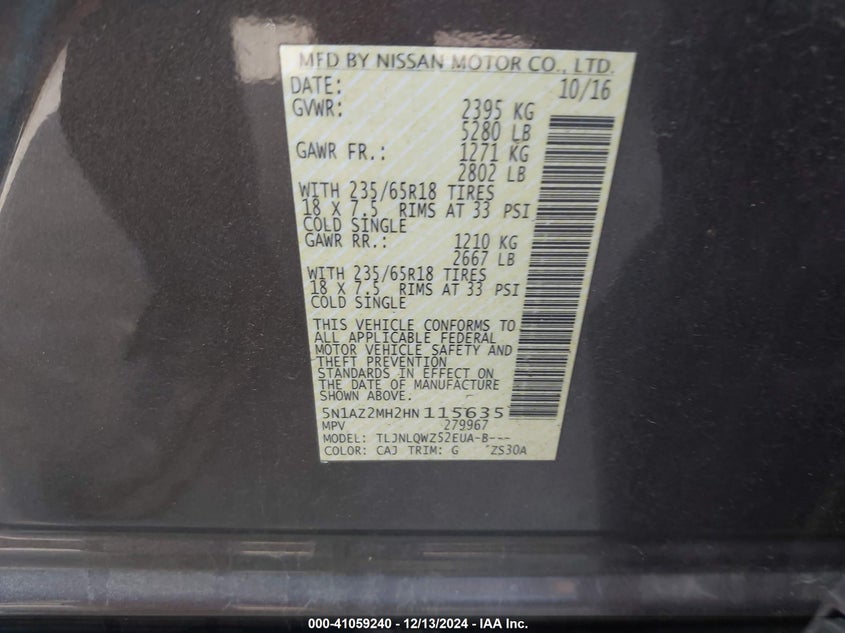 MFD BY NISSAN MOTOR CO., LTD.
DATE: 10/16
GVWR: 2395 KG
5280 LB
GAWR FR.: 1271 KG
2802 LB
WITH 235/65R18 TIRES
18 X 7.5 RIMS AT 33 PSI
COLD SINGLE
GAWR RR.: 1210 KG
2667 LB
WITH 235/65R18 TIRES
18 X 7.5 RIMS AT 33 PSI
COLD SINGLE
THIS VEHICLE CONFORMS TO
ALL APPLICABLE FEDERAL
MOTOR VEHICLE SAFETY AND
THEFT PREVENTION
STANDARDS IN EFFECT ON
THE DATE OF MANUFACTURE
SHOWN ABOVE.
5N1AZ2MH2HN115635
MPV 279967
MODEL: TLJNLQWZ52EUA-B---
COLOR: CAJ TRIM: G *ZS30A
000-41059240 - 12/13/2024 - IAA Inc.